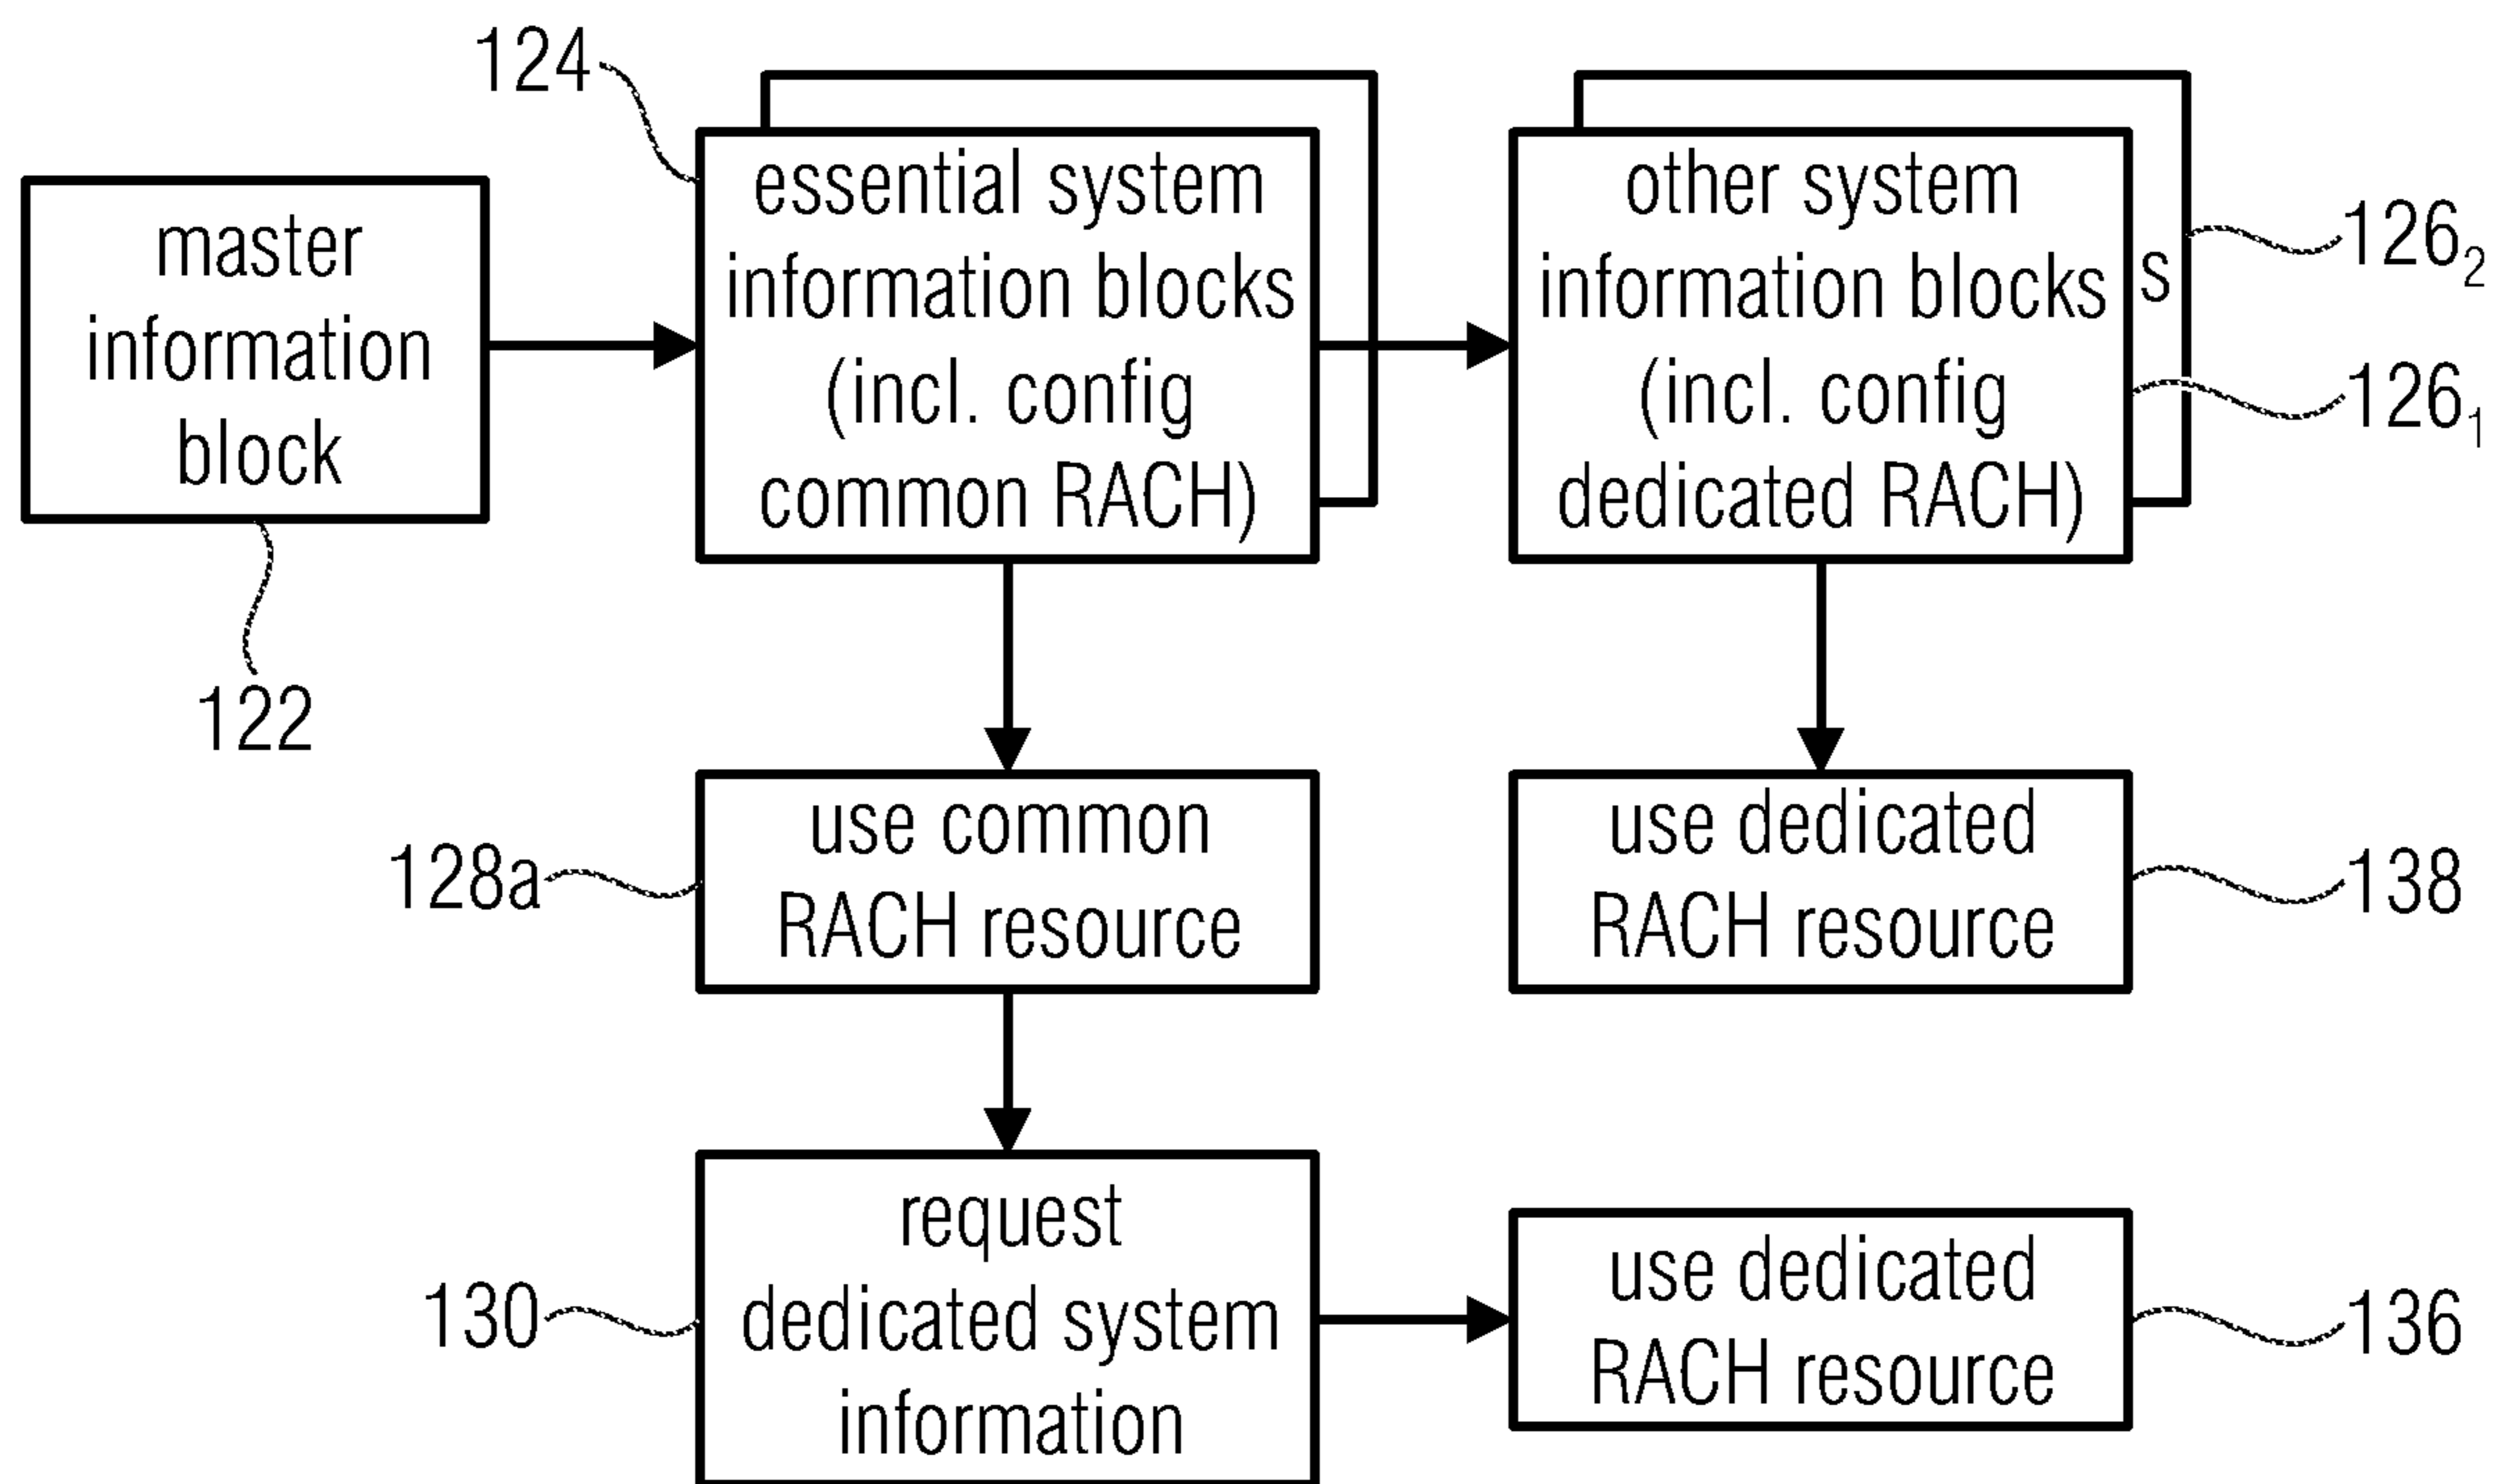 124
master
information
block
122
essential system
information blocks
(incl. config
common RACH)
other system
information blocks
(incl. config
dedicated RACH)
s
126₂
126₁
128a
use common
RACH resource
use dedicated
RACH resource
138
130
request
dedicated system
information
use dedicated
RACH resource
136